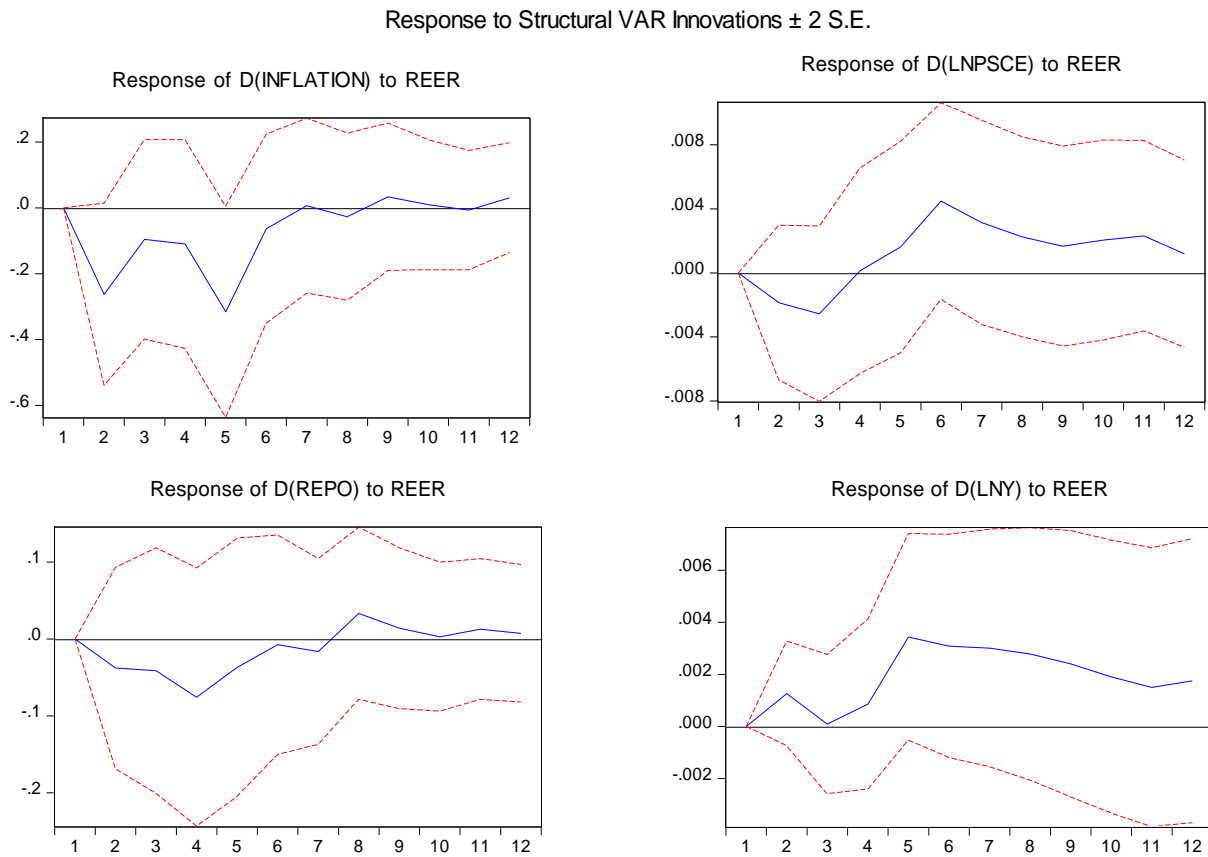 Response to Structural VAR Innovations ± 2 S.E.
Response of D(INFLATION) to REER
.2
.0
-.2
-.4
-.6
1 2 3 4 5 6 7 8 9 10 11 12
Response of D(LNPSCE) to REER
.008
.004
.000
-.004
-.008
1 2 3 4 5 6 7 8 9 10 11 12
Response of D(REPO) to REER
.1
.0
-.1
-.2
1 2 3 4 5 6 7 8 9 10 11 12
Response of D(LNY) to REER
.006
.004
.002
.000
-.002
1 2 3 4 5 6 7 8 9 10 11 12